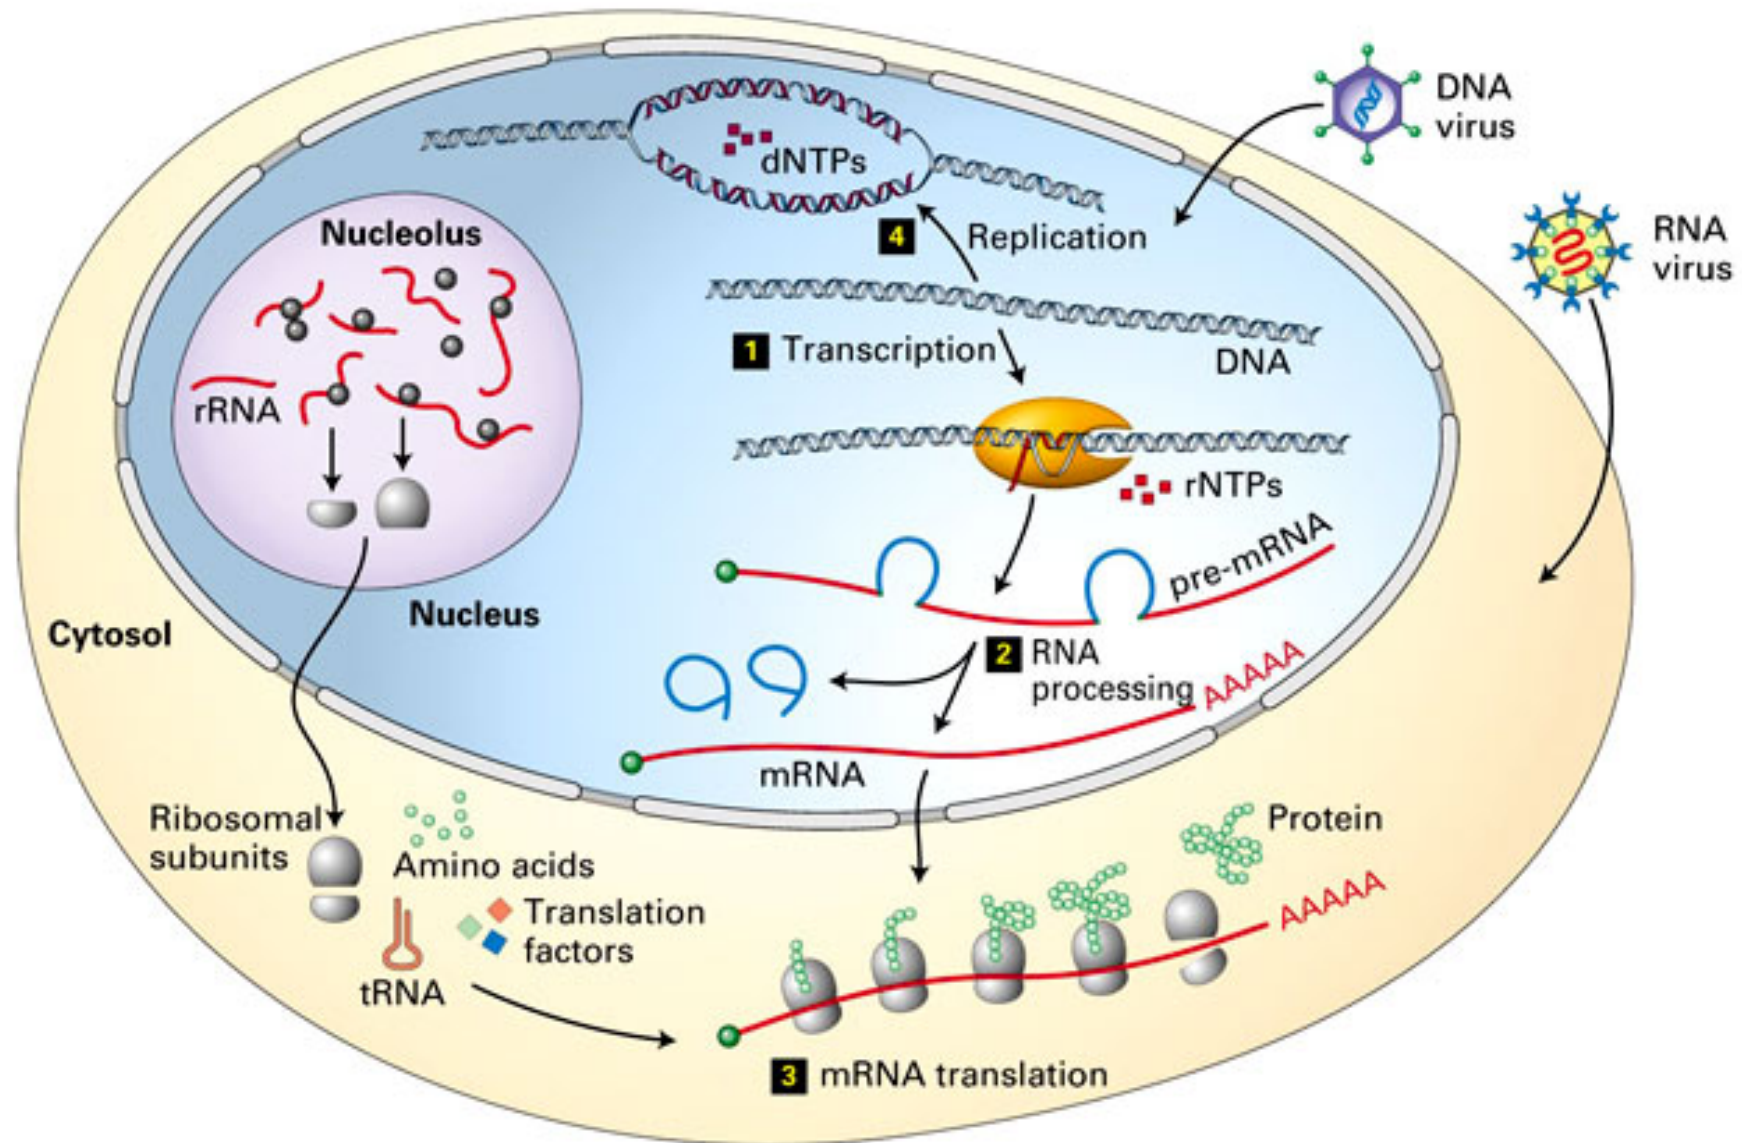 DNA
virus
dNTPs
Nucleolus
4 Replication
RNA
virus
1 Transcription
DNA
rRNA
rNTPs
pre-mRNA
Nucleus
Cytosol
2 RNA
processing
AAAAA
mRNA
Ribosomal
subunits
Amino acids
Protein
Translation
factors
AAAAA
tRNA
3 mRNA translation